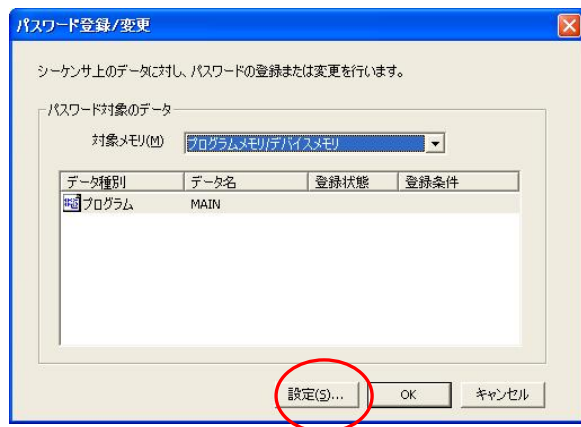 パスワード登録/変更
シーケンサ上のデータに対し、パスワードの登録または変更を行います。
パスワード対象のデータ
対象メモリ(M) プログラムメモリ/デバイスメモリ
データ種別 データ名 登録状態 登録条件
プログラム MAIN
設定(S)... OK キャンセル